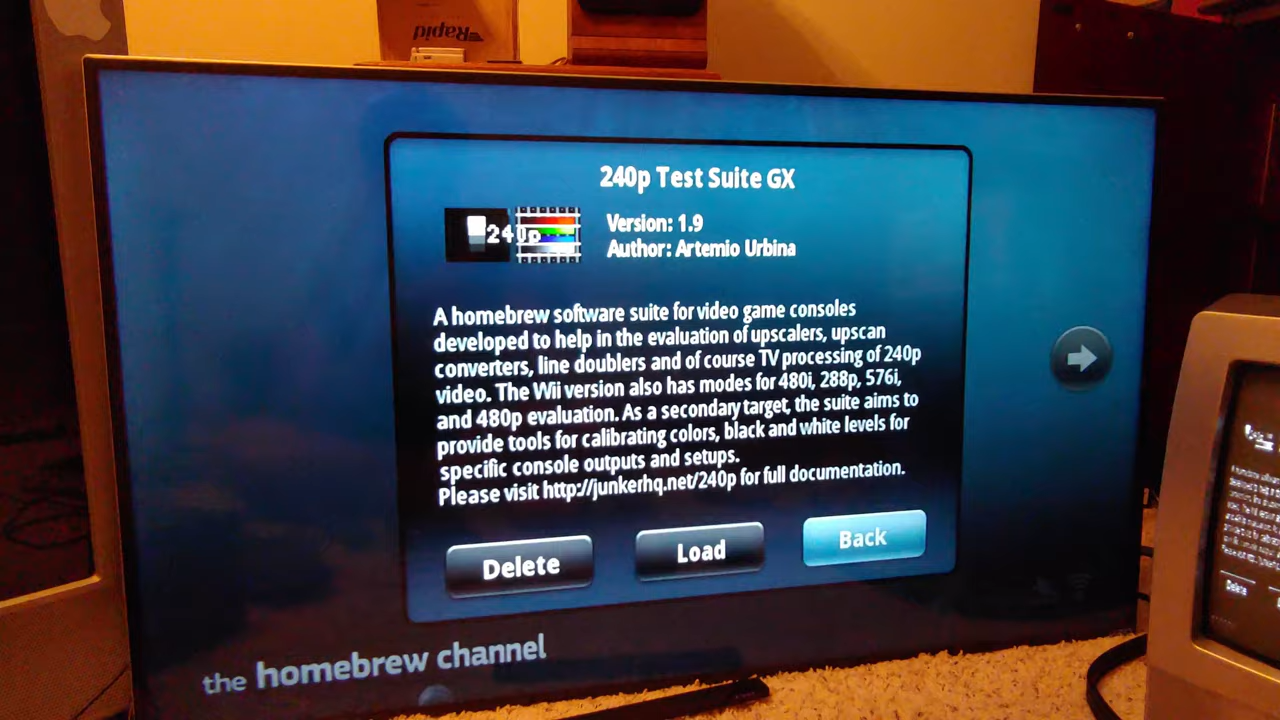 Rapid
240p Test Suite GX
240p
Version: 1.9
Author: Artemio Urbina
A homebrew software suite for video game consoles
developed to help in the evaluation of upscalers, upscan
converters, line doublers and of course TV processing of 240p
video. The Wii version also has modes for 480i, 288p, 576i,
and 480p evaluation. As a secondary target, the suite aims to
provide tools for calibrating colors, black and white levels for
specific console outputs and setups.
Please visit http://junkerhq.net/240p for full documentation.
Delete
Load
Back
the homebrew channel
Delete